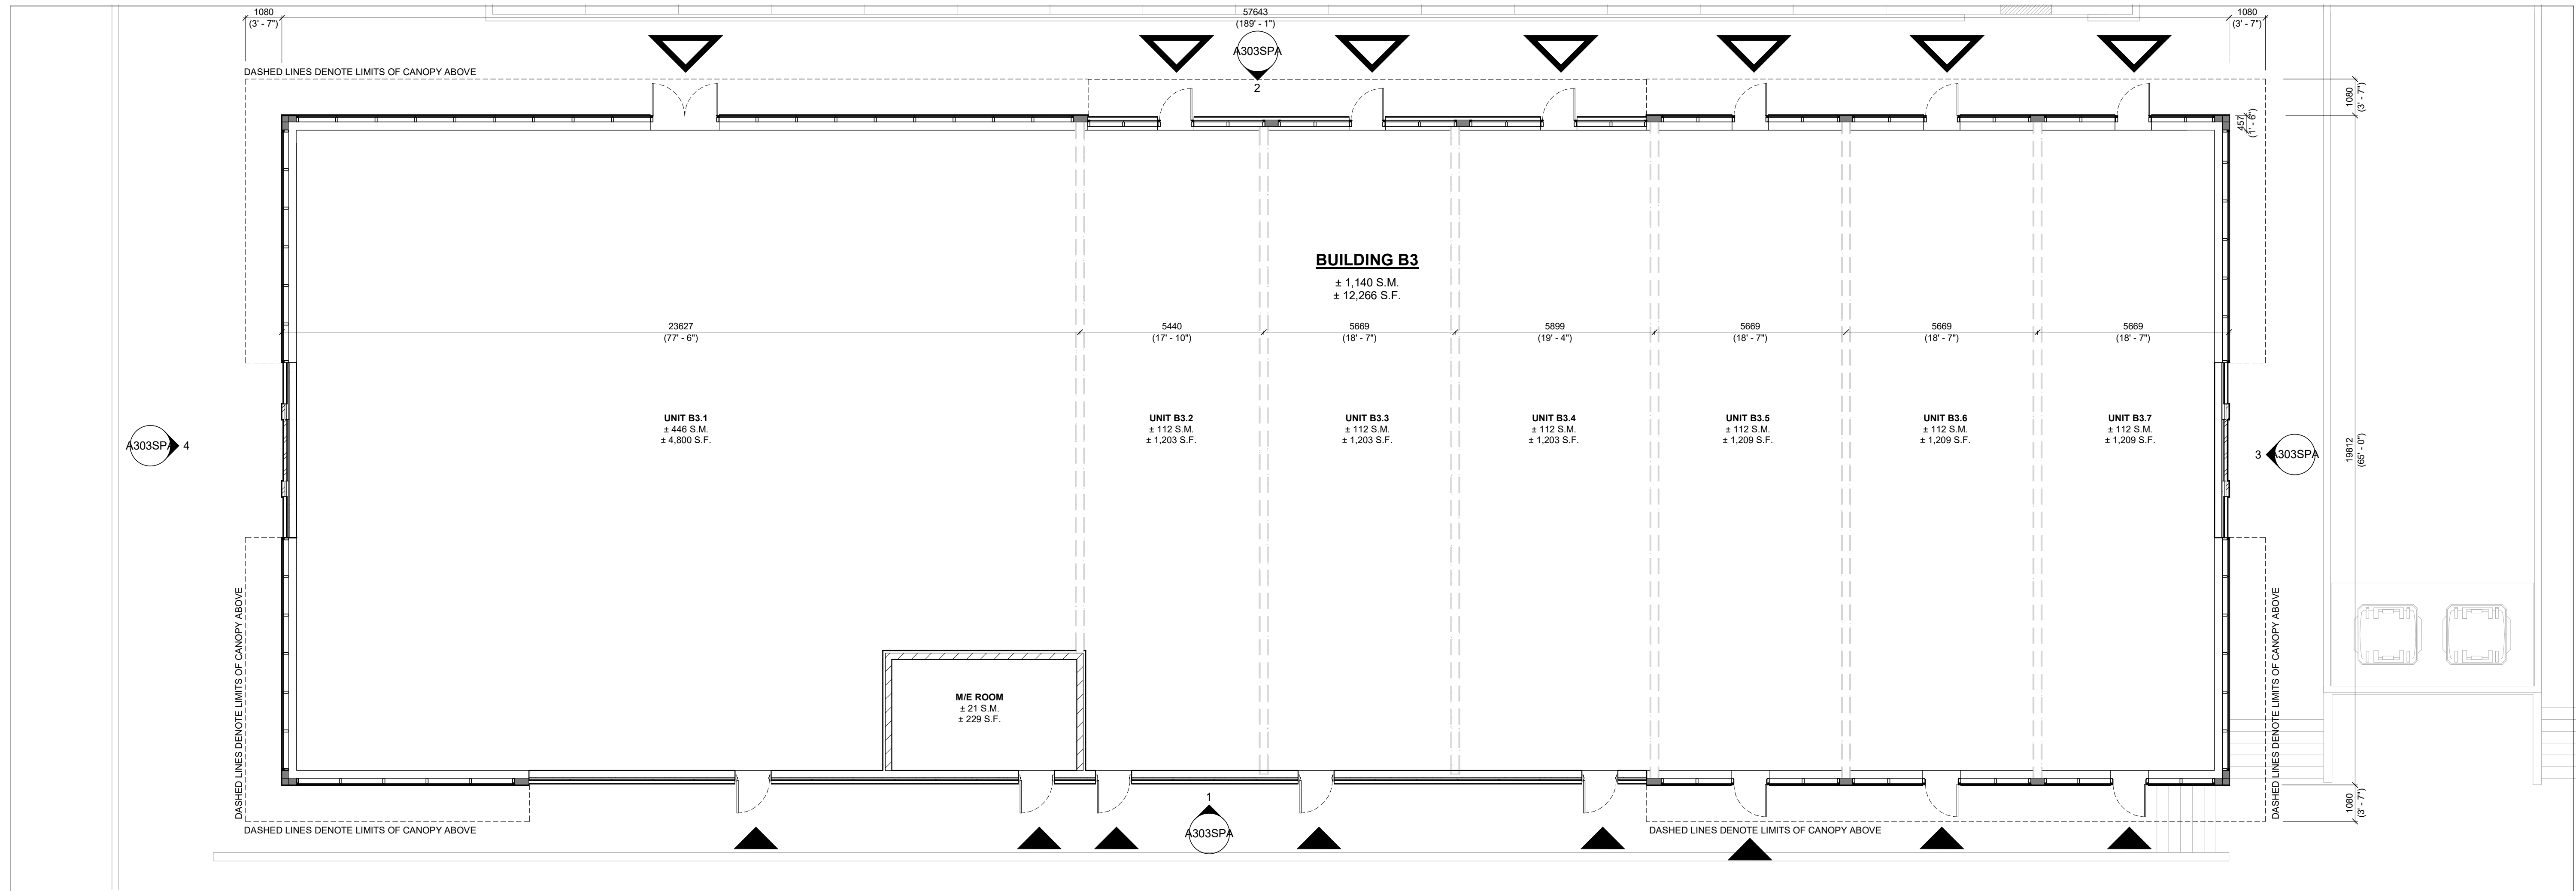 1080
(3' - 7")
57643
(189' - 1")
1080
(3' - 7")
A303SPA
2
DASHED LINES DENOTE LIMITS OF CANOPY ABOVE
1080
(3' - 7")
457
(1' - 6")
BUILDING B3
± 1,140 S.M.
± 12,266 S.F.
23627
(77' - 6")
5440
(17' - 10")
5669
(18' - 7")
5899
(19' - 4")
5669
(18' - 7")
5669
(18' - 7")
5669
(18' - 7")
UNIT B3.1
± 446 S.M.
± 4,800 S.F.
UNIT B3.2
± 112 S.M.
± 1,203 S.F.
UNIT B3.3
± 112 S.M.
± 1,203 S.F.
UNIT B3.4
± 112 S.M.
± 1,203 S.F.
UNIT B3.5
± 112 S.M.
± 1,209 S.F.
UNIT B3.6
± 112 S.M.
± 1,209 S.F.
UNIT B3.7
± 112 S.M.
± 1,209 S.F.
A303SPA
4
3
A303SPA
19812
(65' - 0")
DASHED LINES DENOTE LIMITS OF CANOPY ABOVE
M/E ROOM
± 21 S.M.
± 229 S.F.
DASHED LINES DENOTE LIMITS OF CANOPY ABOVE
1080
(3' - 7")
1
A303SPA
DASHED LINES DENOTE LIMITS OF CANOPY ABOVE
DASHED LINES DENOTE LIMITS OF CANOPY ABOVE